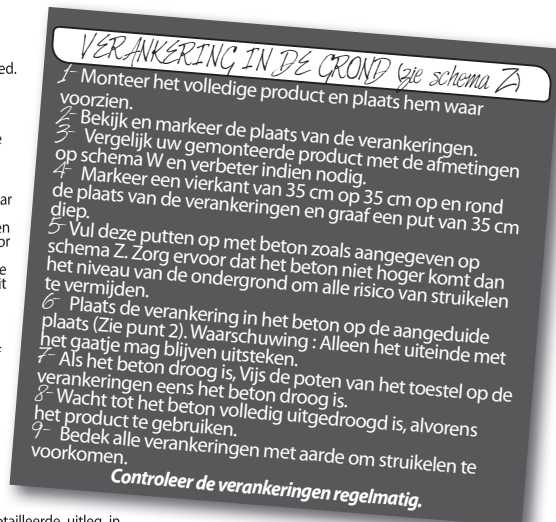 ed.
e
ar
en
or
e
it
f
VERANKERING IN DE GROND (zie schema Z)
1- Monteer het volledige product en plaats hem waar
voorzien.
2- Bekijk en markeer de plaats van de verankeringen.
3- Vergelijk uw gemonteerde product met de afmetingen
op schema W en verbeter indien nodig.
4- Markeer een vierkant van 35 cm op 35 cm op en rond
de plaats van de verankeringen en graaf een put van 35 cm
diep.
5- Vul deze putten op met beton zoals aangegeven op
schema Z. Zorg ervoor dat het beton niet hoger komt dan
het niveau van de ondergrond om alle risico van struikelen
te vermijden.
6- Plaats de verankering in het beton op de aangeduide
plaats (Zie punt 2). Waarschuwing : Alleen het uiteinde met
het gaatje mag blijven uitsteken.
7- Als het beton droog is, Vijs de poten van het toestel op de
verankeringen eens het beton droog is.
8- Wacht tot het beton volledig uitgedroogd is, alvorens
het product te gebruiken.
9- Bedek alle verankeringen met aarde om struikelen te
voorkomen.
Controleer de verankeringen regelmatig.
tailleerde uitleg in